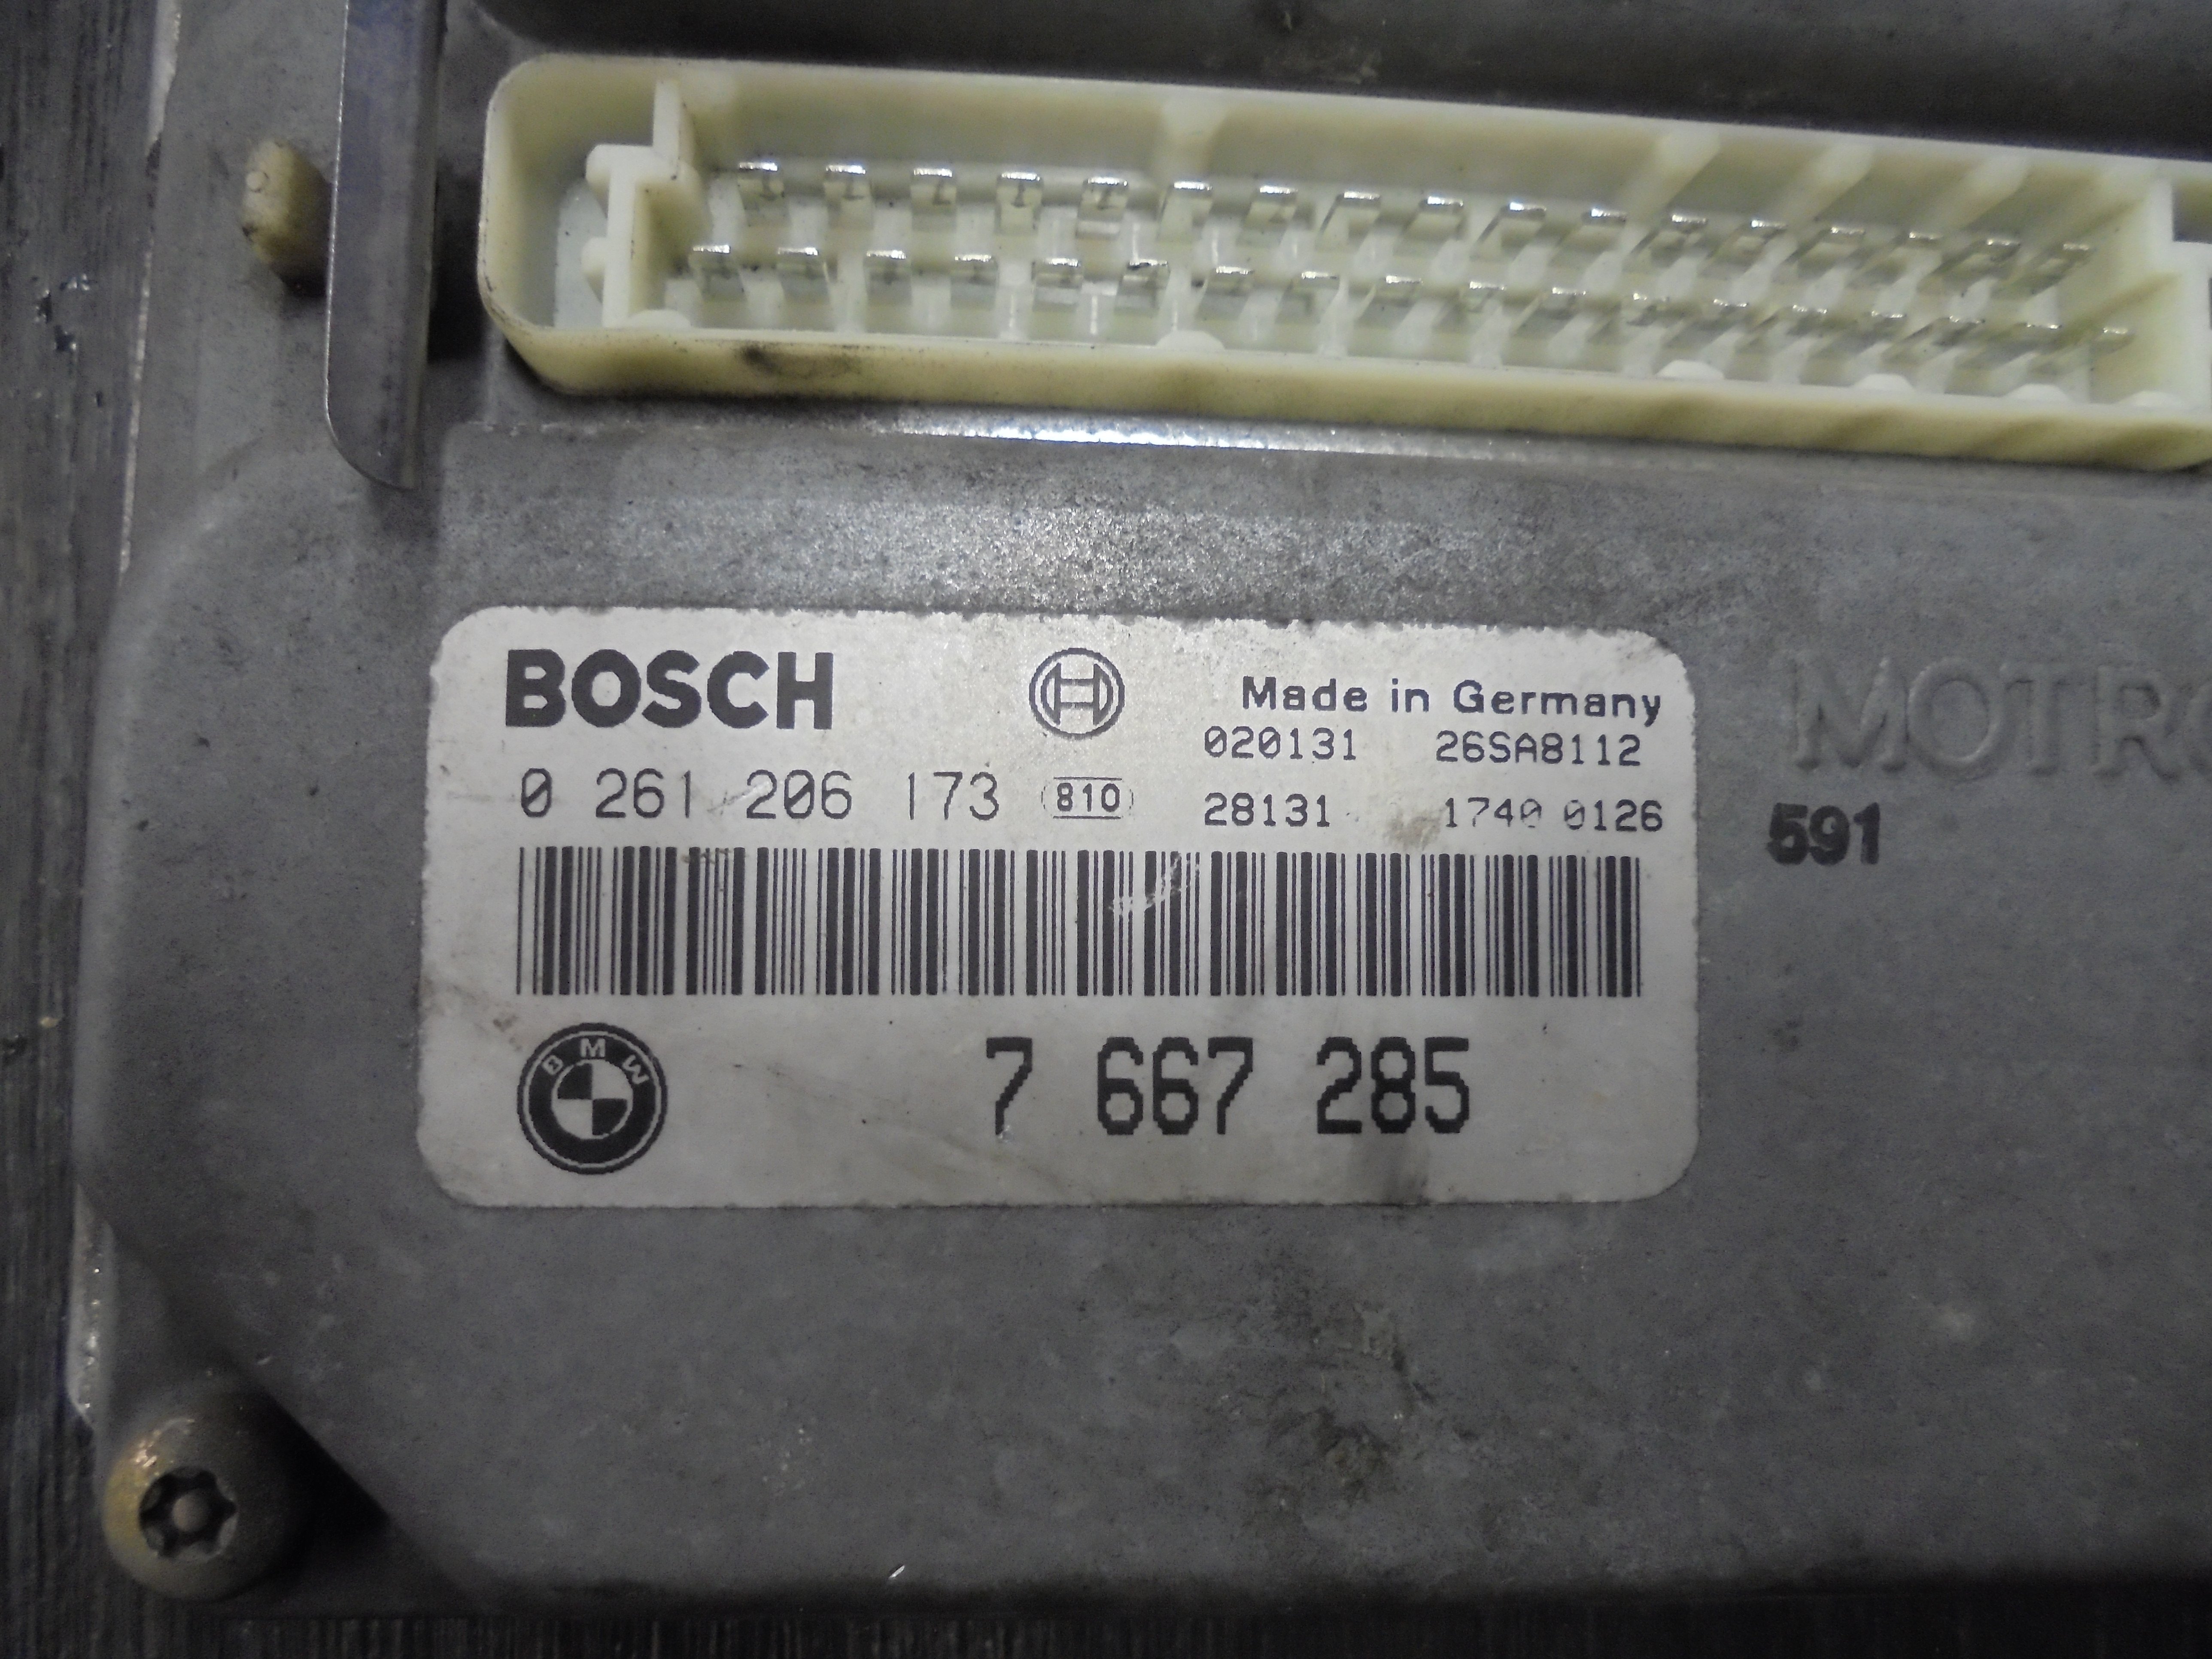 BOSCH
Made in Germany
020131 26SA8112
0 261 206 173 810
28131 1740 0126
MOTR
591
BMW
7 667 285